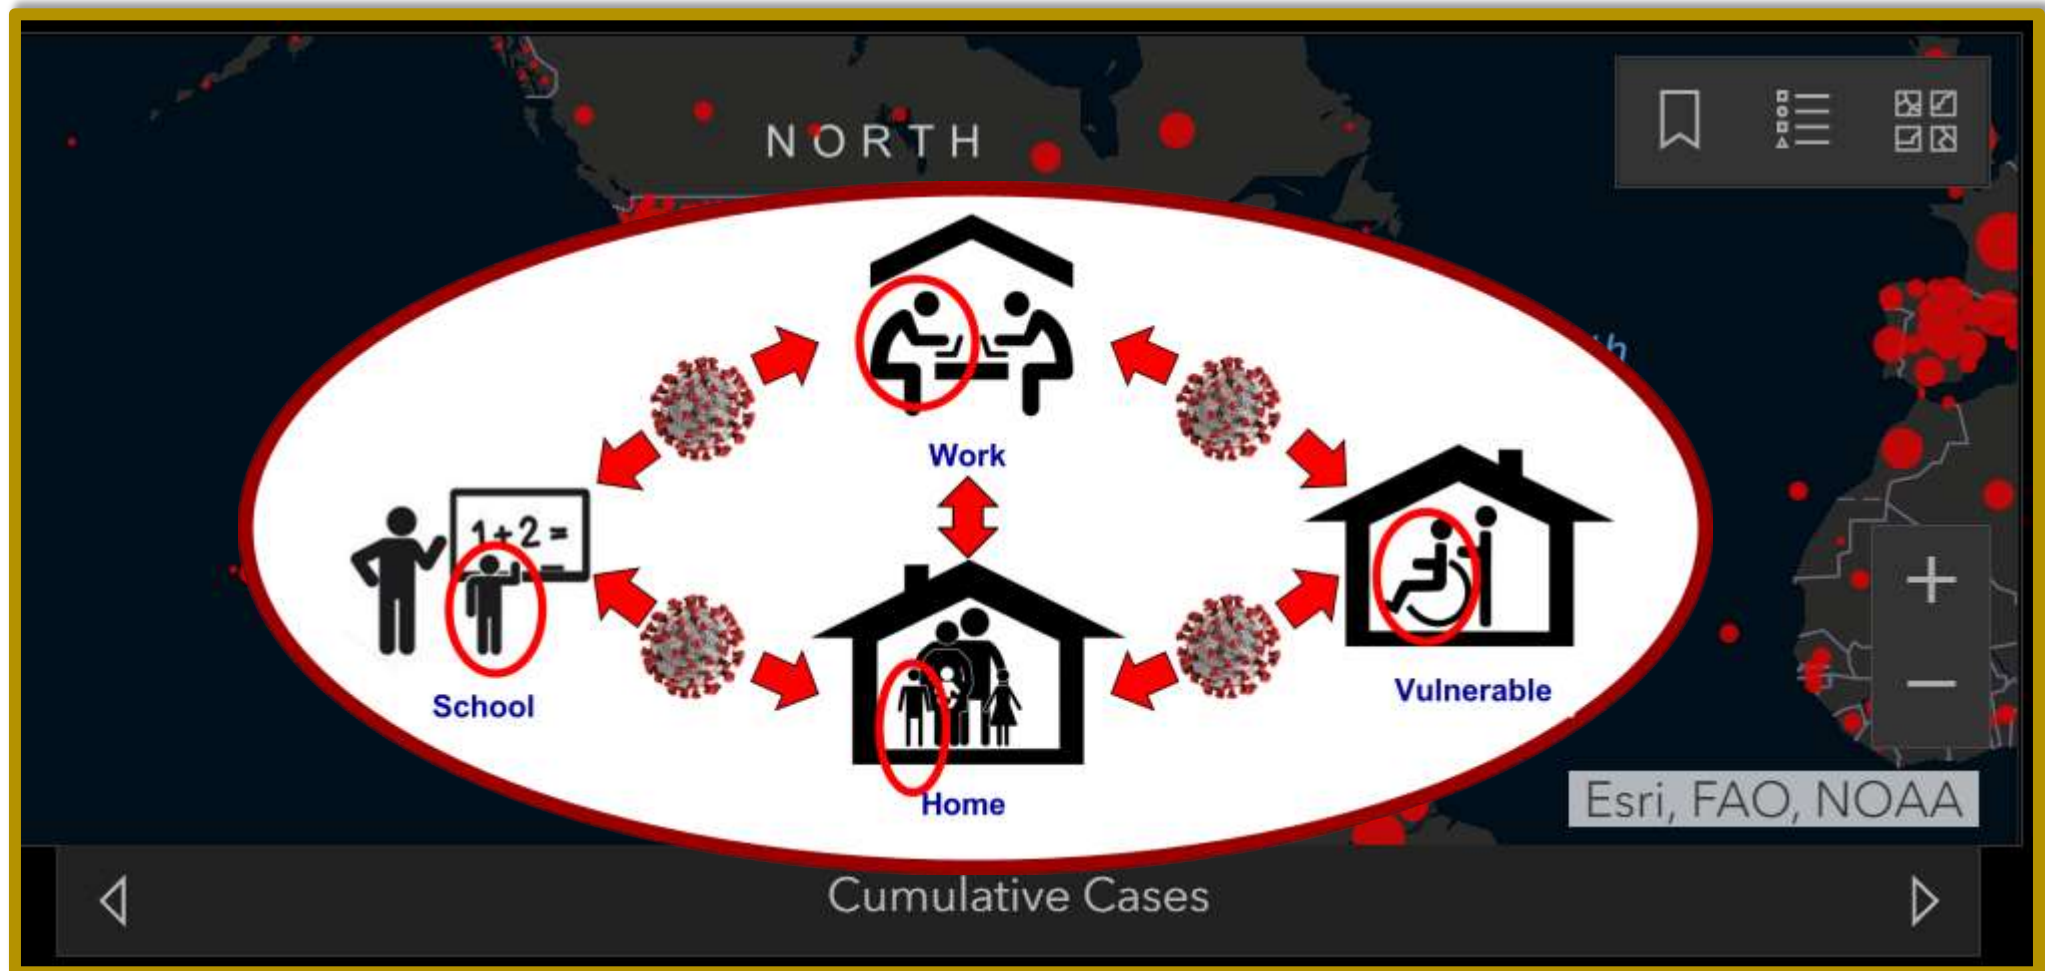 NORTH
Work
1+2=
School
Vulnerable
Home
Esri, FAO, NOAA
Cumulative Cases